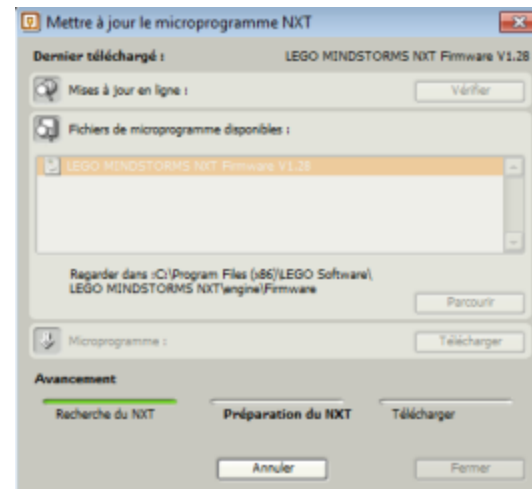 Mettre à jour le microprogramme NXT
Dernier téléchargé : LEGO MINDSTORMS NXT Firmware V1.28
Mises à jour en ligne : Vérifier
Fichiers de microprogramme disponibles :
LEGO MINDSTORMS NXT Firmware V1.28
Regarder dans :C:\Program Files (x86)\LEGO Software\
LEGO MINDSTORMS NXT\engine\Firmware
Parcourir
Microprogramme : Télécharger
Avancement
Recherche du NXT Préparation du NXT Télécharger
Annuler Fermer